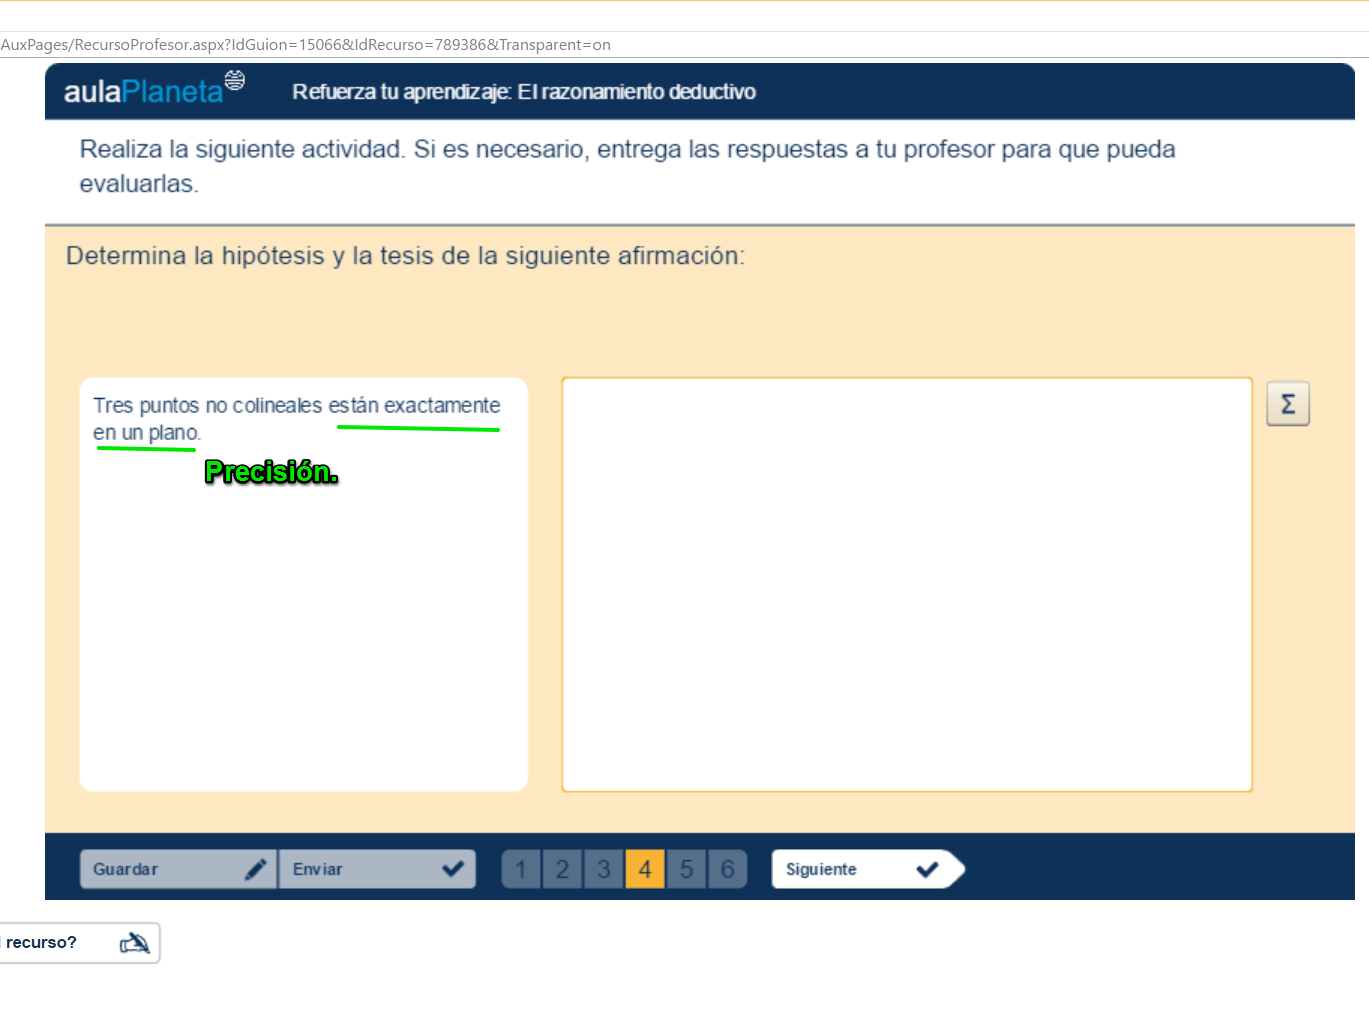 AuxPages/RecursoProfesor.aspx?IdGuion=15066&IdRecurso=789386&Transparent=on
aulaPlaneta
Refuerza tu aprendizaje: El razonamiento deductivo
Realiza la siguiente actividad. Si es necesario, entrega las respuestas a tu profesor para que pueda
evaluarlas.
Determina la hipótesis y la tesis de la siguiente afirmación:
Tres puntos no colineales están exactamente
en un plano.
Precisión.
Σ
Guardar
Enviar
1 2 3 4 5 6
Siguiente
recurso?